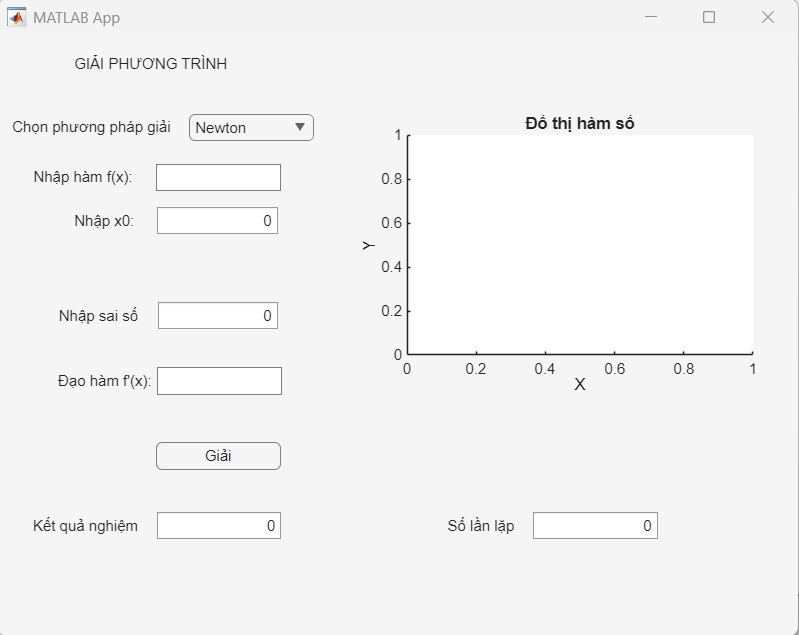 MATLAB App
GIẢI PHƯƠNG TRÌNH
Chọn phương pháp giải
Newton
Nhập hàm f(x):
Nhập x0:
0
Nhập sai số
0
Đạo hàm f'(x):
Giải
Kết quả nghiệm
0
Đồ thị hàm số
1
0.8
0.6
0.4
0.2
0
Y
0 0.2 0.4 0.6 0.8 1
X
Số lần lặp
0